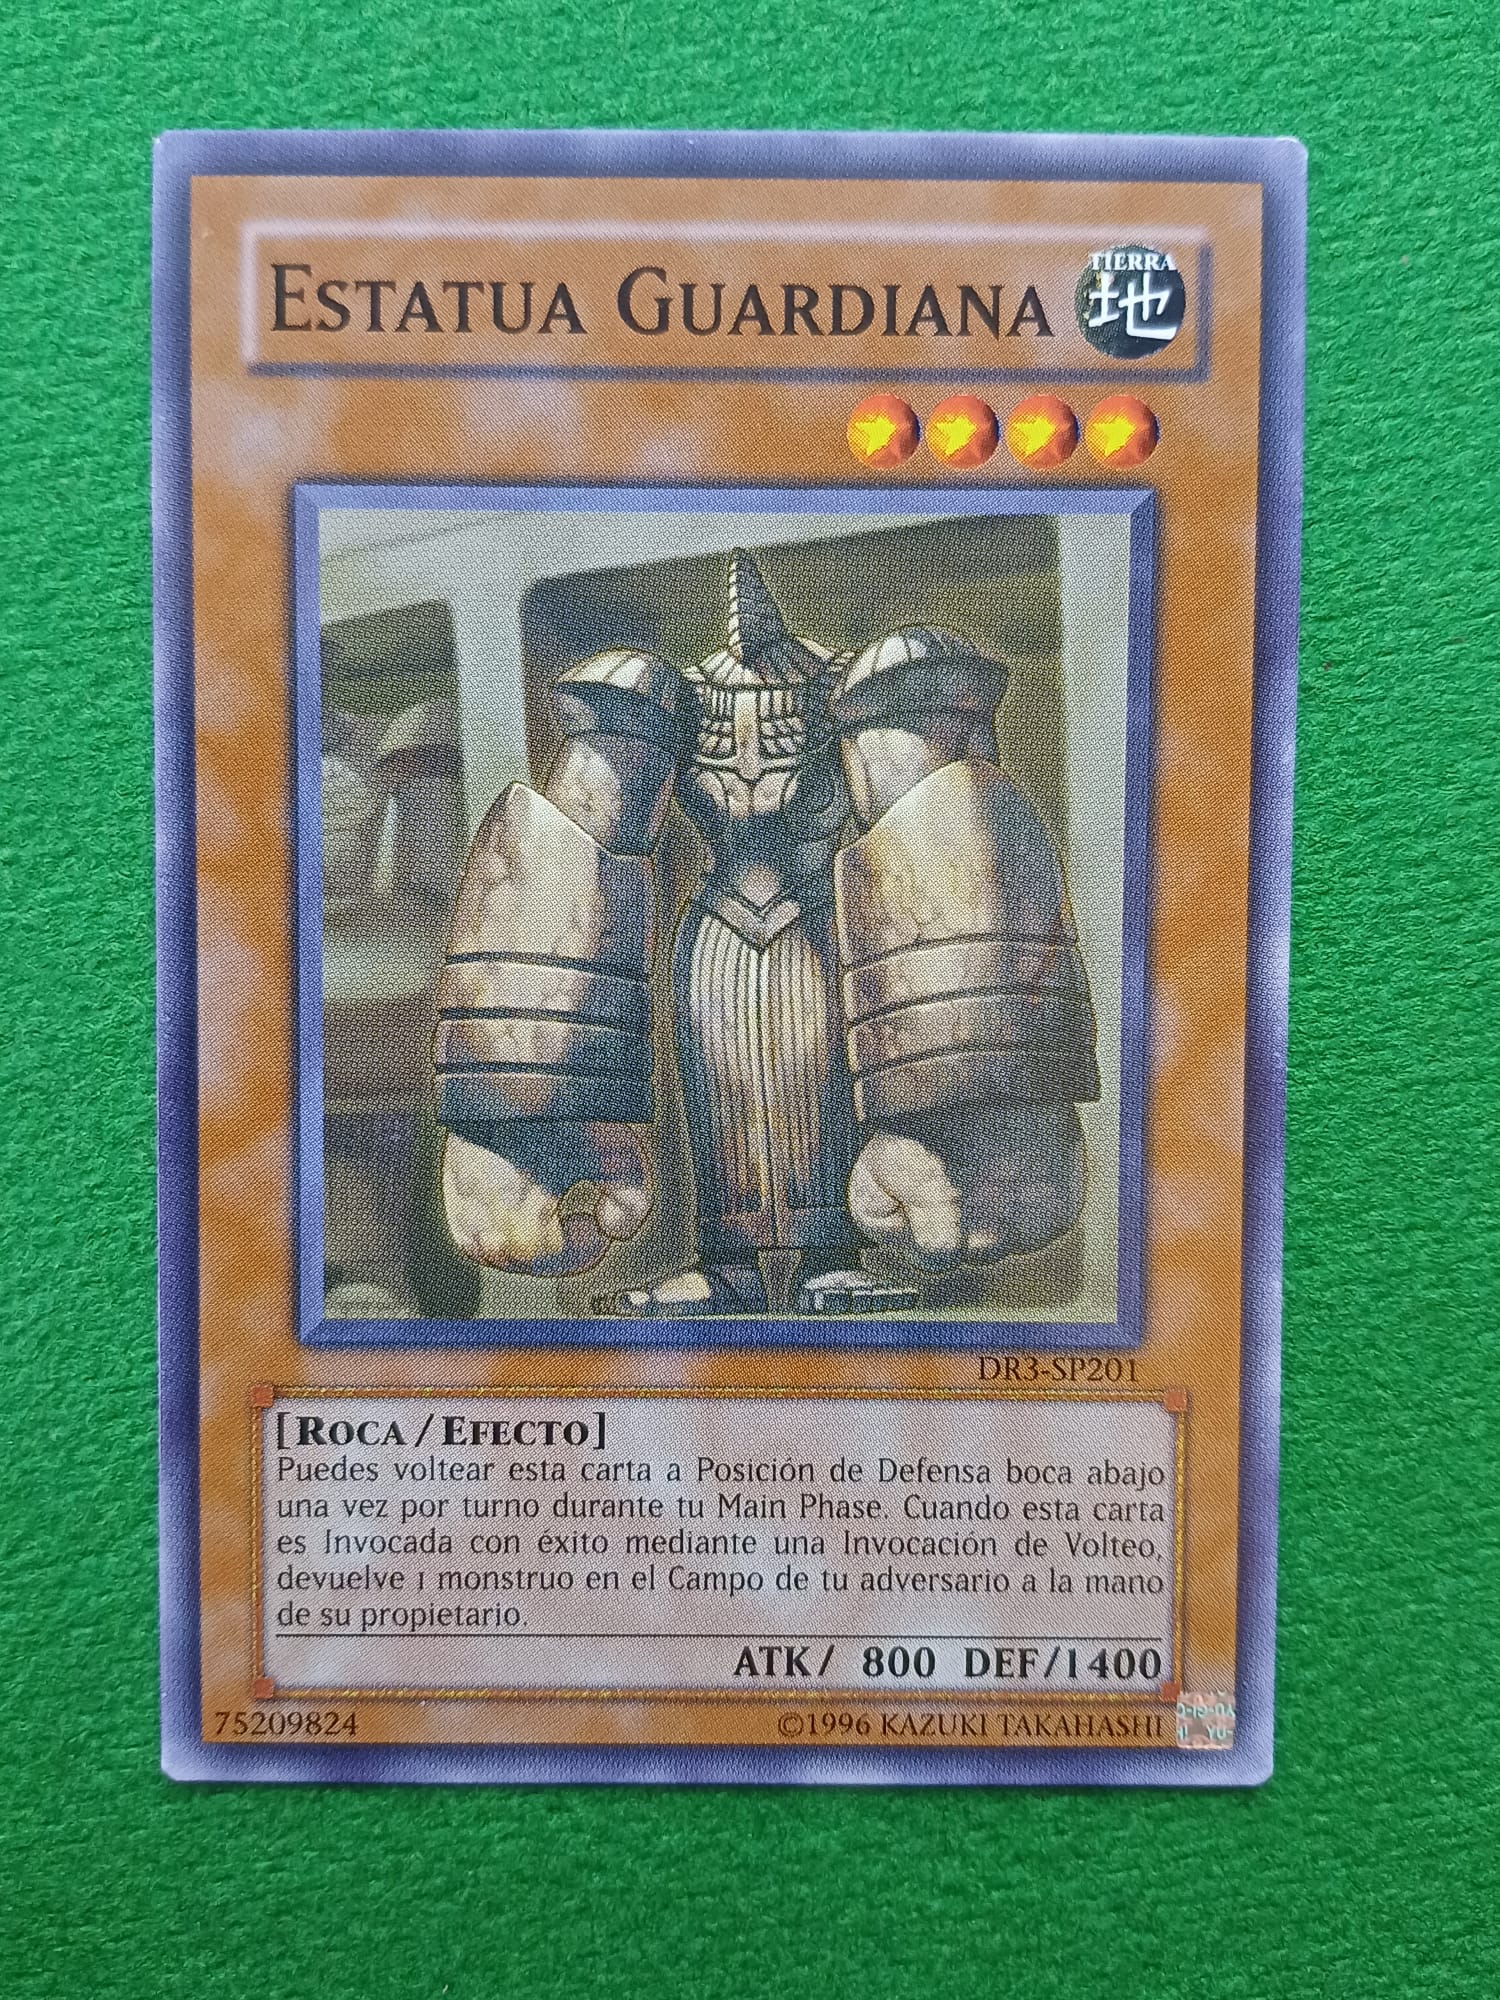 ESTATUA GUARDIANA
TIERRA
地
DR3-SP201
[ROCA/EFECTO]
Puedes voltear esta carta a Posición de Defensa boca abajo
una vez por turno durante tu Main Phase. Cuando esta carta
es Invocada con éxito mediante una Invocación de Volteo,
devuelve 1 monstruo en el Campo de tu adversario a la mano
de su propietario.
ATK/ 800 DEF/1400
75209824
©1996 KAZUKI TAKAHASHI